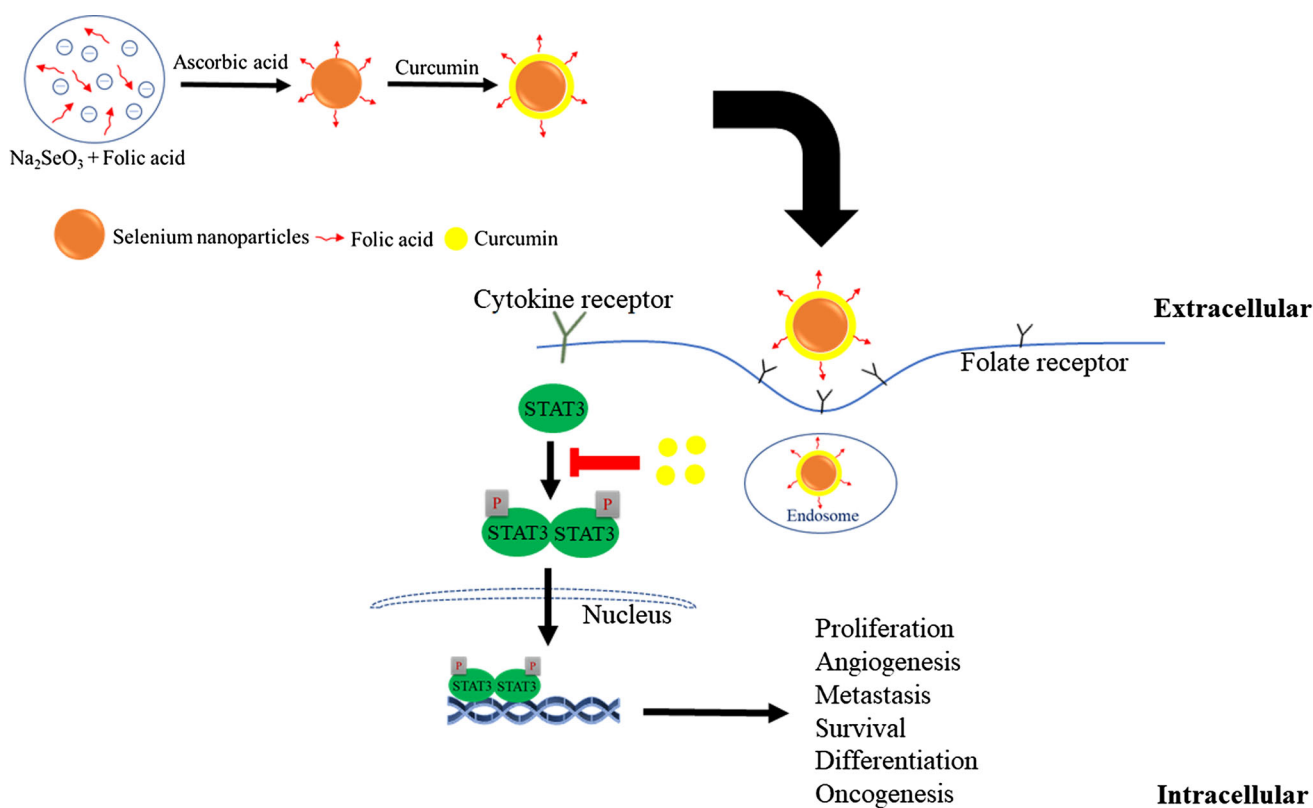 Ascorbic acid
Curcumin
Na₂SeO₃ + Folic acid
Selenium nanoparticles
Folic acid
Curcumin
Cytokine receptor
Extracellular
Folate receptor
STAT3
P
P
STAT3
STAT3
Endosome
Nucleus
P
P
STAT3
STAT3
Proliferation
Angiogenesis
Metastasis
Survival
Differentiation
Oncogenesis
Intracellular